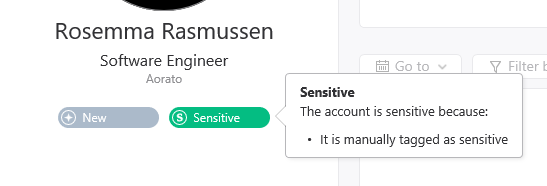 Rosemma Rasmussen
Software Engineer
Aorato
New
S Sensitive
Go to
Filter b
Sensitive
The account is sensitive because:
• It is manually tagged as sensitive